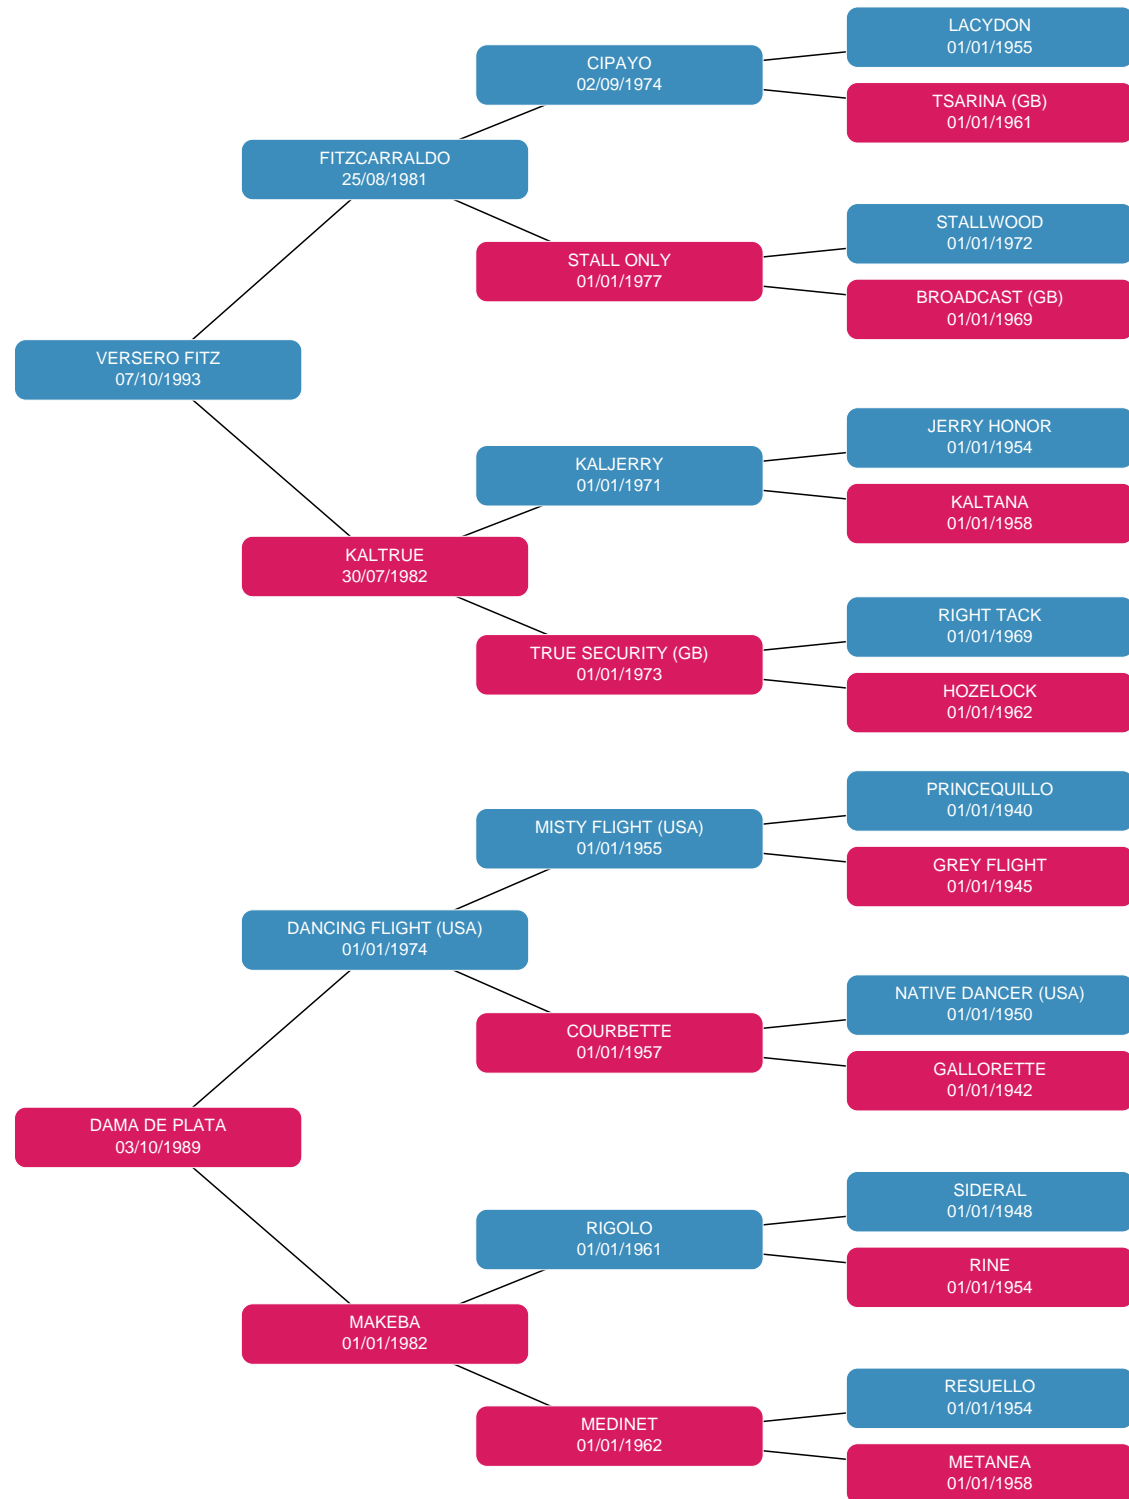 LACYDON
01/01/1955
CIPAYO
02/09/1974
TSARINA (GB)
01/01/1961
FITZCARRALDO
25/08/1981
STALLWOOD
01/01/1972
STALL ONLY
01/01/1977
BROADCAST (GB)
01/01/1969
VERSERO FITZ
07/10/1993
JERRY HONOR
01/01/1954
KALJERRY
01/01/1971
KALTANA
01/01/1958
KALTRUE
30/07/1982
RIGHT TACK
01/01/1969
TRUE SECURITY (GB)
01/01/1973
HOZELOCK
01/01/1962
PRINCEQUILLO
01/01/1940
MISTY FLIGHT (USA)
01/01/1955
GREY FLIGHT
01/01/1945
DANCING FLIGHT (USA)
01/01/1974
NATIVE DANCER (USA)
01/01/1950
COURBETTE
01/01/1957
GALLORETTE
01/01/1942
DAMA DE PLATA
03/10/1989
SIDERAL
01/01/1948
RIGOLO
01/01/1961
RINE
01/01/1954
MAKEBA
01/01/1982
RESUELLO
01/01/1954
MEDINET
01/01/1962
METANEA
01/01/1958